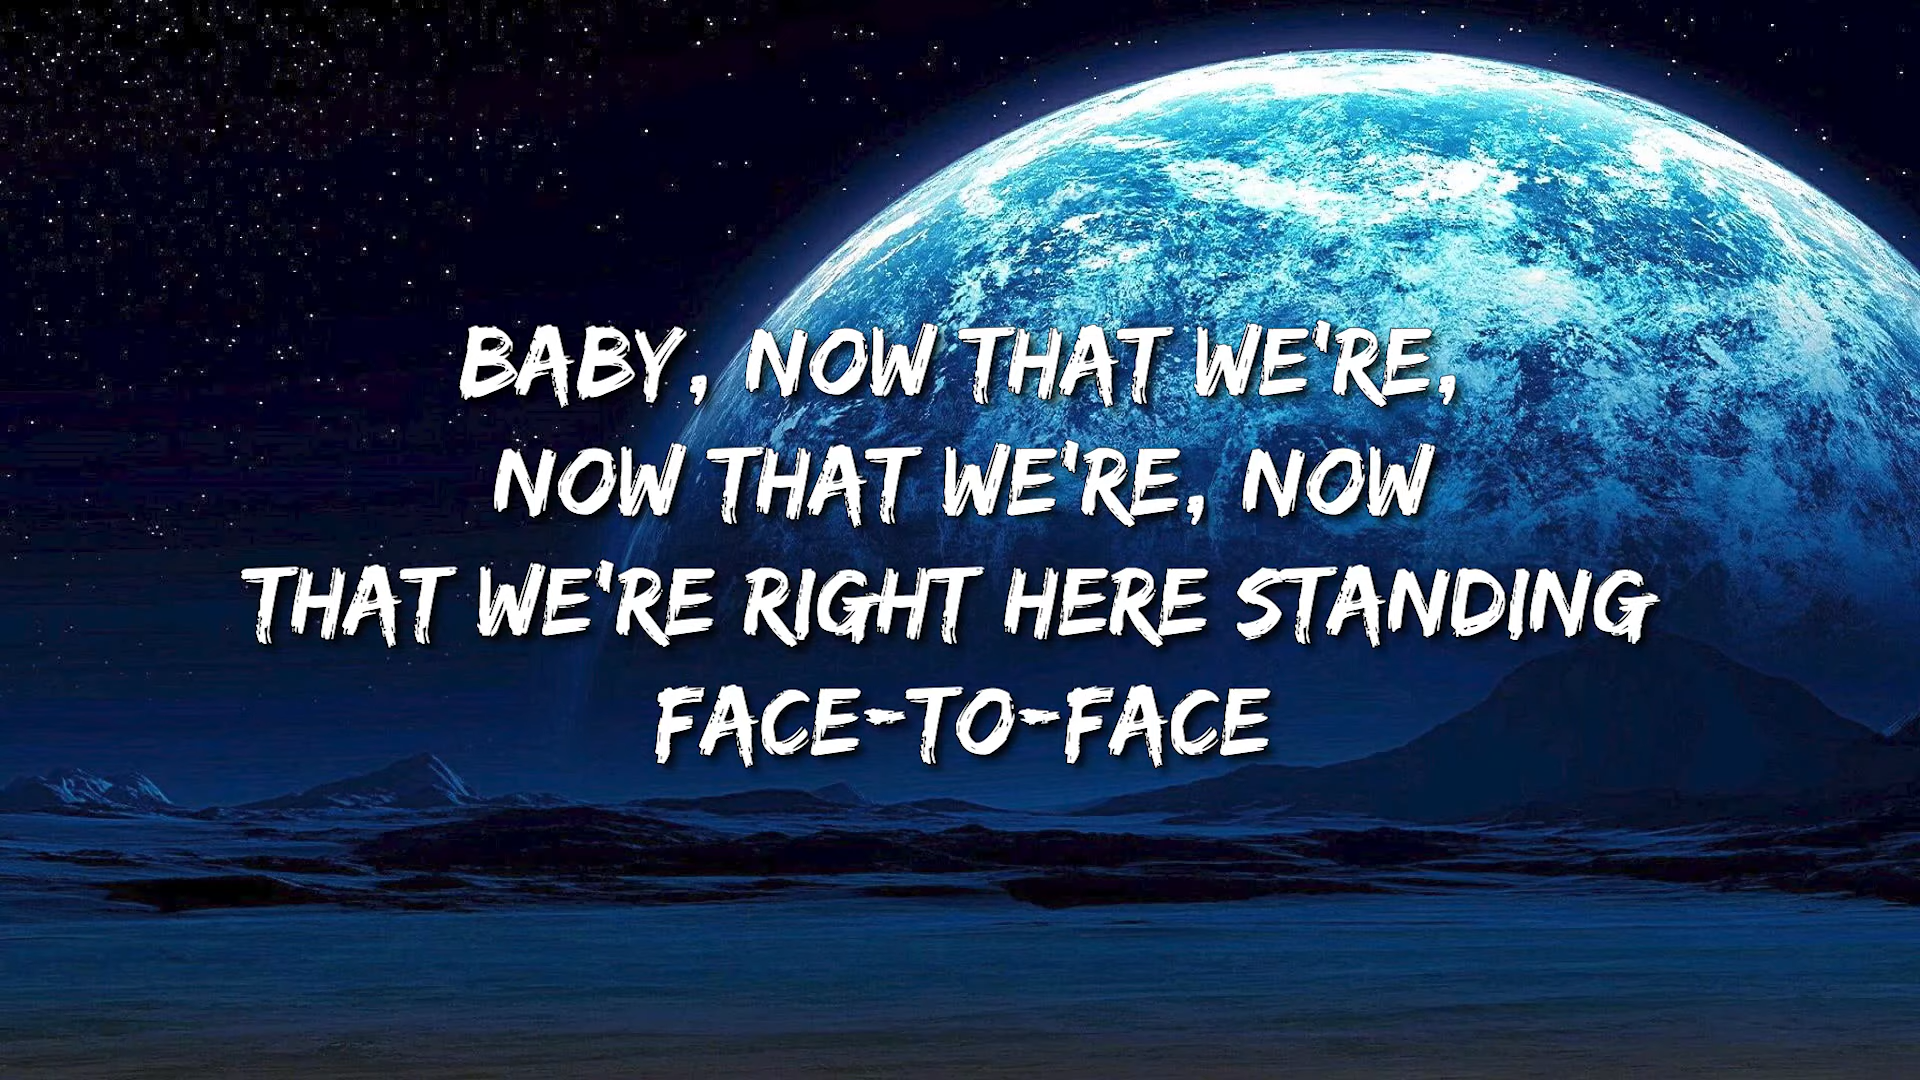 BABY, NOW THAT WE'RE,
NOW THAT WE'RE, NOW
THAT WE'RE RIGHT HERE STANDING
FACE-TO-FACE